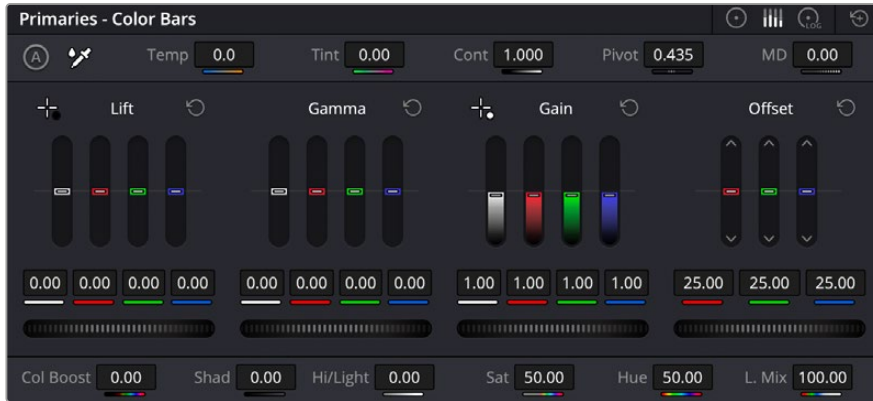 Primaries - Color Bars
LOG
A
Temp 0.0 Tint 0.00 Cont 1.000 Pivot 0.435 MD 0.00
Lift Gamma Gain Offset
0.00 0.00 0.00 0.00 0.00 0.00 0.00 0.00 1.00 1.00 1.00 1.00 25.00 25.00 25.00
Col Boost 0.00 Shad 0.00 Hi/Light 0.00 Sat 50.00 Hue 50.00 L. Mix 100.00